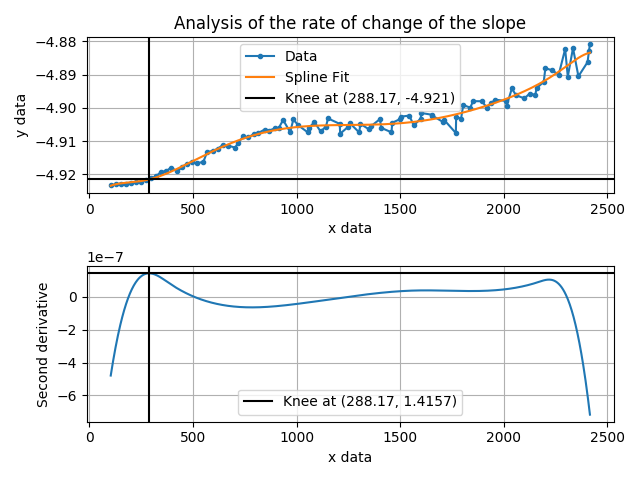 Analysis of the rate of change of the slope
−4.88
−4.89
−4.90
−4.91
−4.92
y data
Data
Spline Fit
Knee at (288.17, -4.921)
0
500
1000
1500
2000
2500
x data
1e−7
0
−2
−4
−6
Second derivative
Knee at (288.17, 1.4157)
0
500
1000
1500
2000
2500
x data